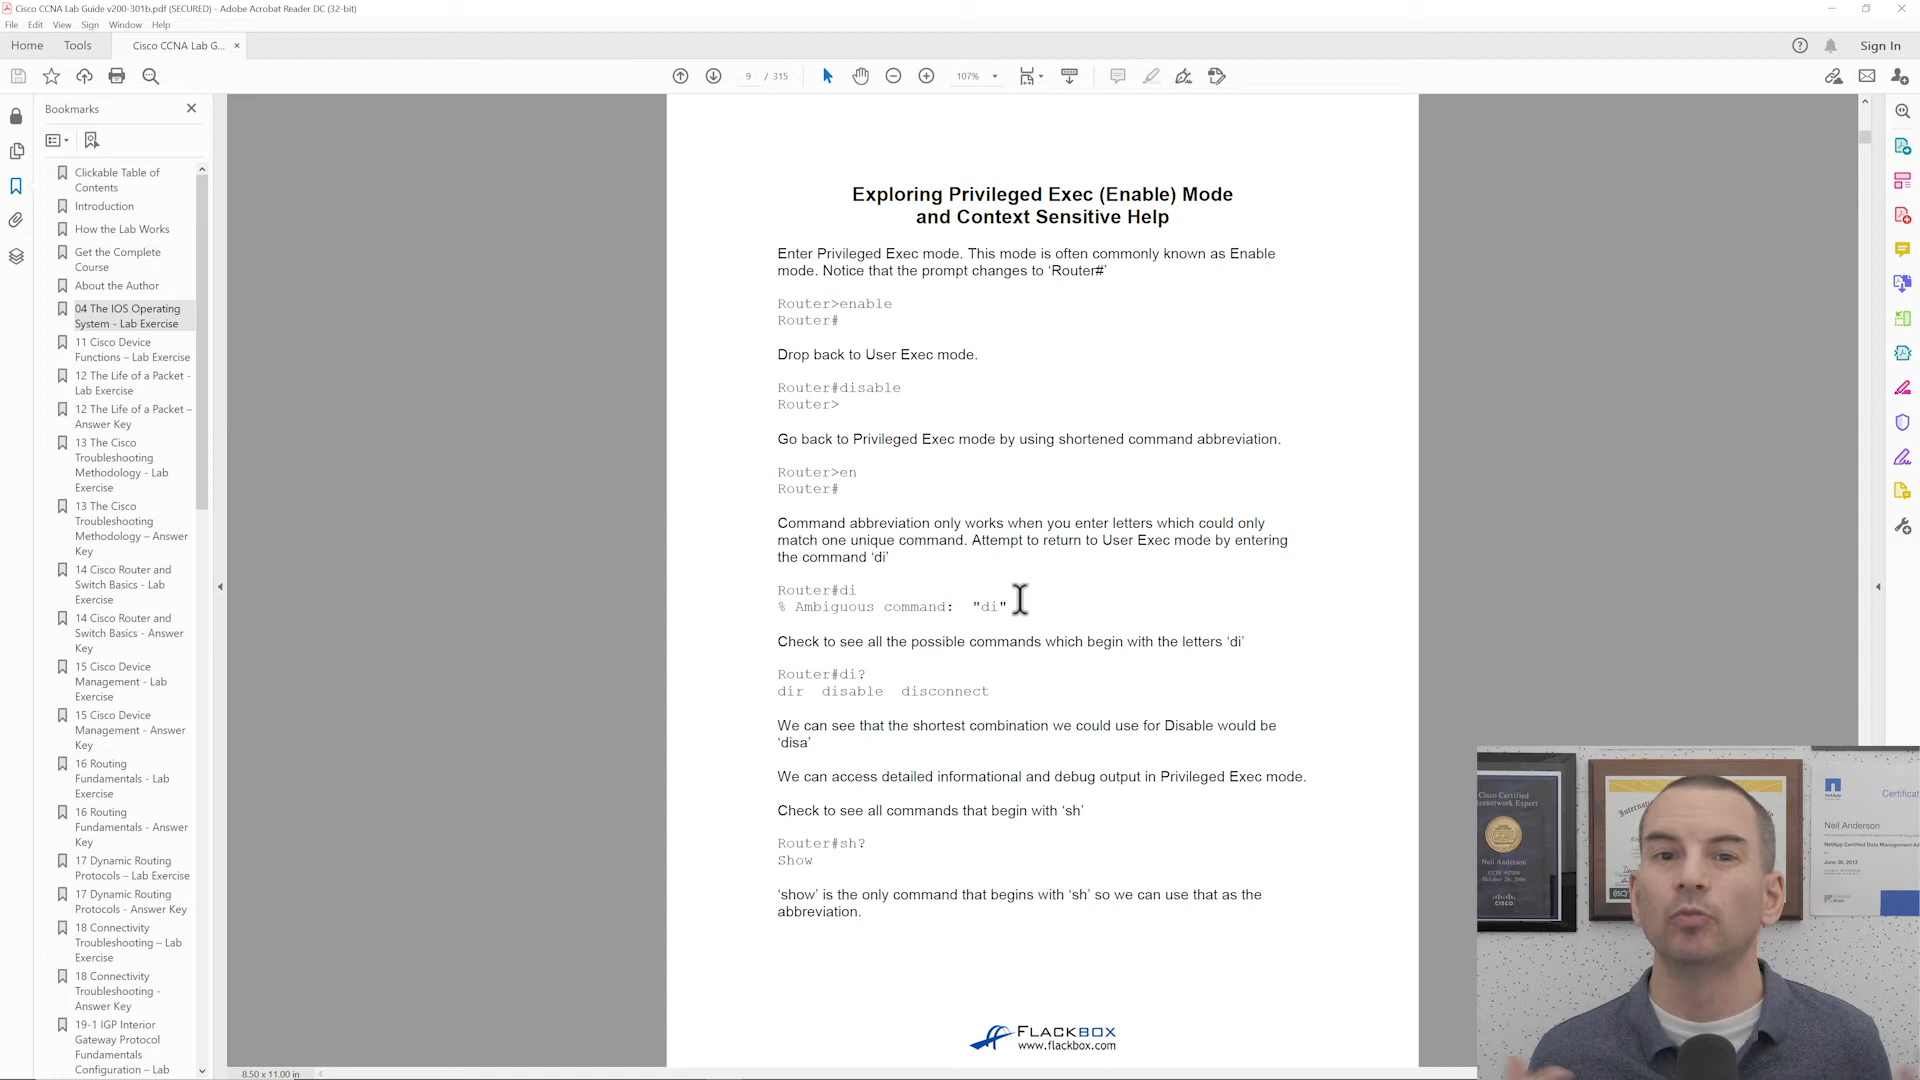 Cisco CCNA Lab Guide v200-301b.pdf (SECURED) - Adobe Acrobat Reader DC (32-bit)
File Edit View Sign Window Help
Home Tools Cisco CCNA Lab G... × Sign In
9 / 315 107%
Bookmarks
Clickable Table of
Contents
Introduction
How the Lab Works
Get the Complete
Course
About the Author
04 The IOS Operating
System - Lab Exercise
11 Cisco Device
Functions – Lab Exercise
12 The Life of a Packet -
Lab Exercise
12 The Life of a Packet –
Answer Key
13 The Cisco
Troubleshooting
Methodology - Lab
Exercise
13 The Cisco
Troubleshooting
Methodology – Answer
Key
14 Cisco Router and
Switch Basics - Lab
Exercise
14 Cisco Router and
Switch Basics - Answer
Key
15 Cisco Device
Management - Lab
Exercise
15 Cisco Device
Management - Answer
Key
16 Routing
Fundamentals - Lab
Exercise
16 Routing
Fundamentals - Answer
Key
17 Dynamic Routing
Protocols – Lab Exercise
17 Dynamic Routing
Protocols - Answer Key
18 Connectivity
Troubleshooting – Lab
Exercise
18 Connectivity
Troubleshooting -
Answer Key
19-1 IGP Interior
Gateway Protocol
Fundamentals
Configuration – Lab
Exploring Privileged Exec (Enable) Mode
and Context Sensitive Help
Enter Privileged Exec mode. This mode is often commonly known as Enable
mode. Notice that the prompt changes to ‘Router#’
Router>enable
Router#
Drop back to User Exec mode.
Router#disable
Router>
Go back to Privileged Exec mode by using shortened command abbreviation.
Router>en
Router#
Command abbreviation only works when you enter letters which could only
match one unique command. Attempt to return to User Exec mode by entering
the command ‘di’
Router#di
% Ambiguous command:  "di"
Check to see all the possible commands which begin with the letters ‘di’
Router#di?
dir  disable  disconnect
We can see that the shortest combination we could use for Disable would be
‘disa’
We can access detailed informational and debug output in Privileged Exec mode.
Check to see all commands that begin with ‘sh’
Router#sh?
Show
‘show’ is the only command that begins with ‘sh’ so we can use that as the
abbreviation.
FLACKBOX
www.flackbox.com
8.50 x 11.00 in
Cisco Certified
Internetwork Expert
Neil Anderson
CISCO
NetApp
Neil Anderson
June 30, 2013